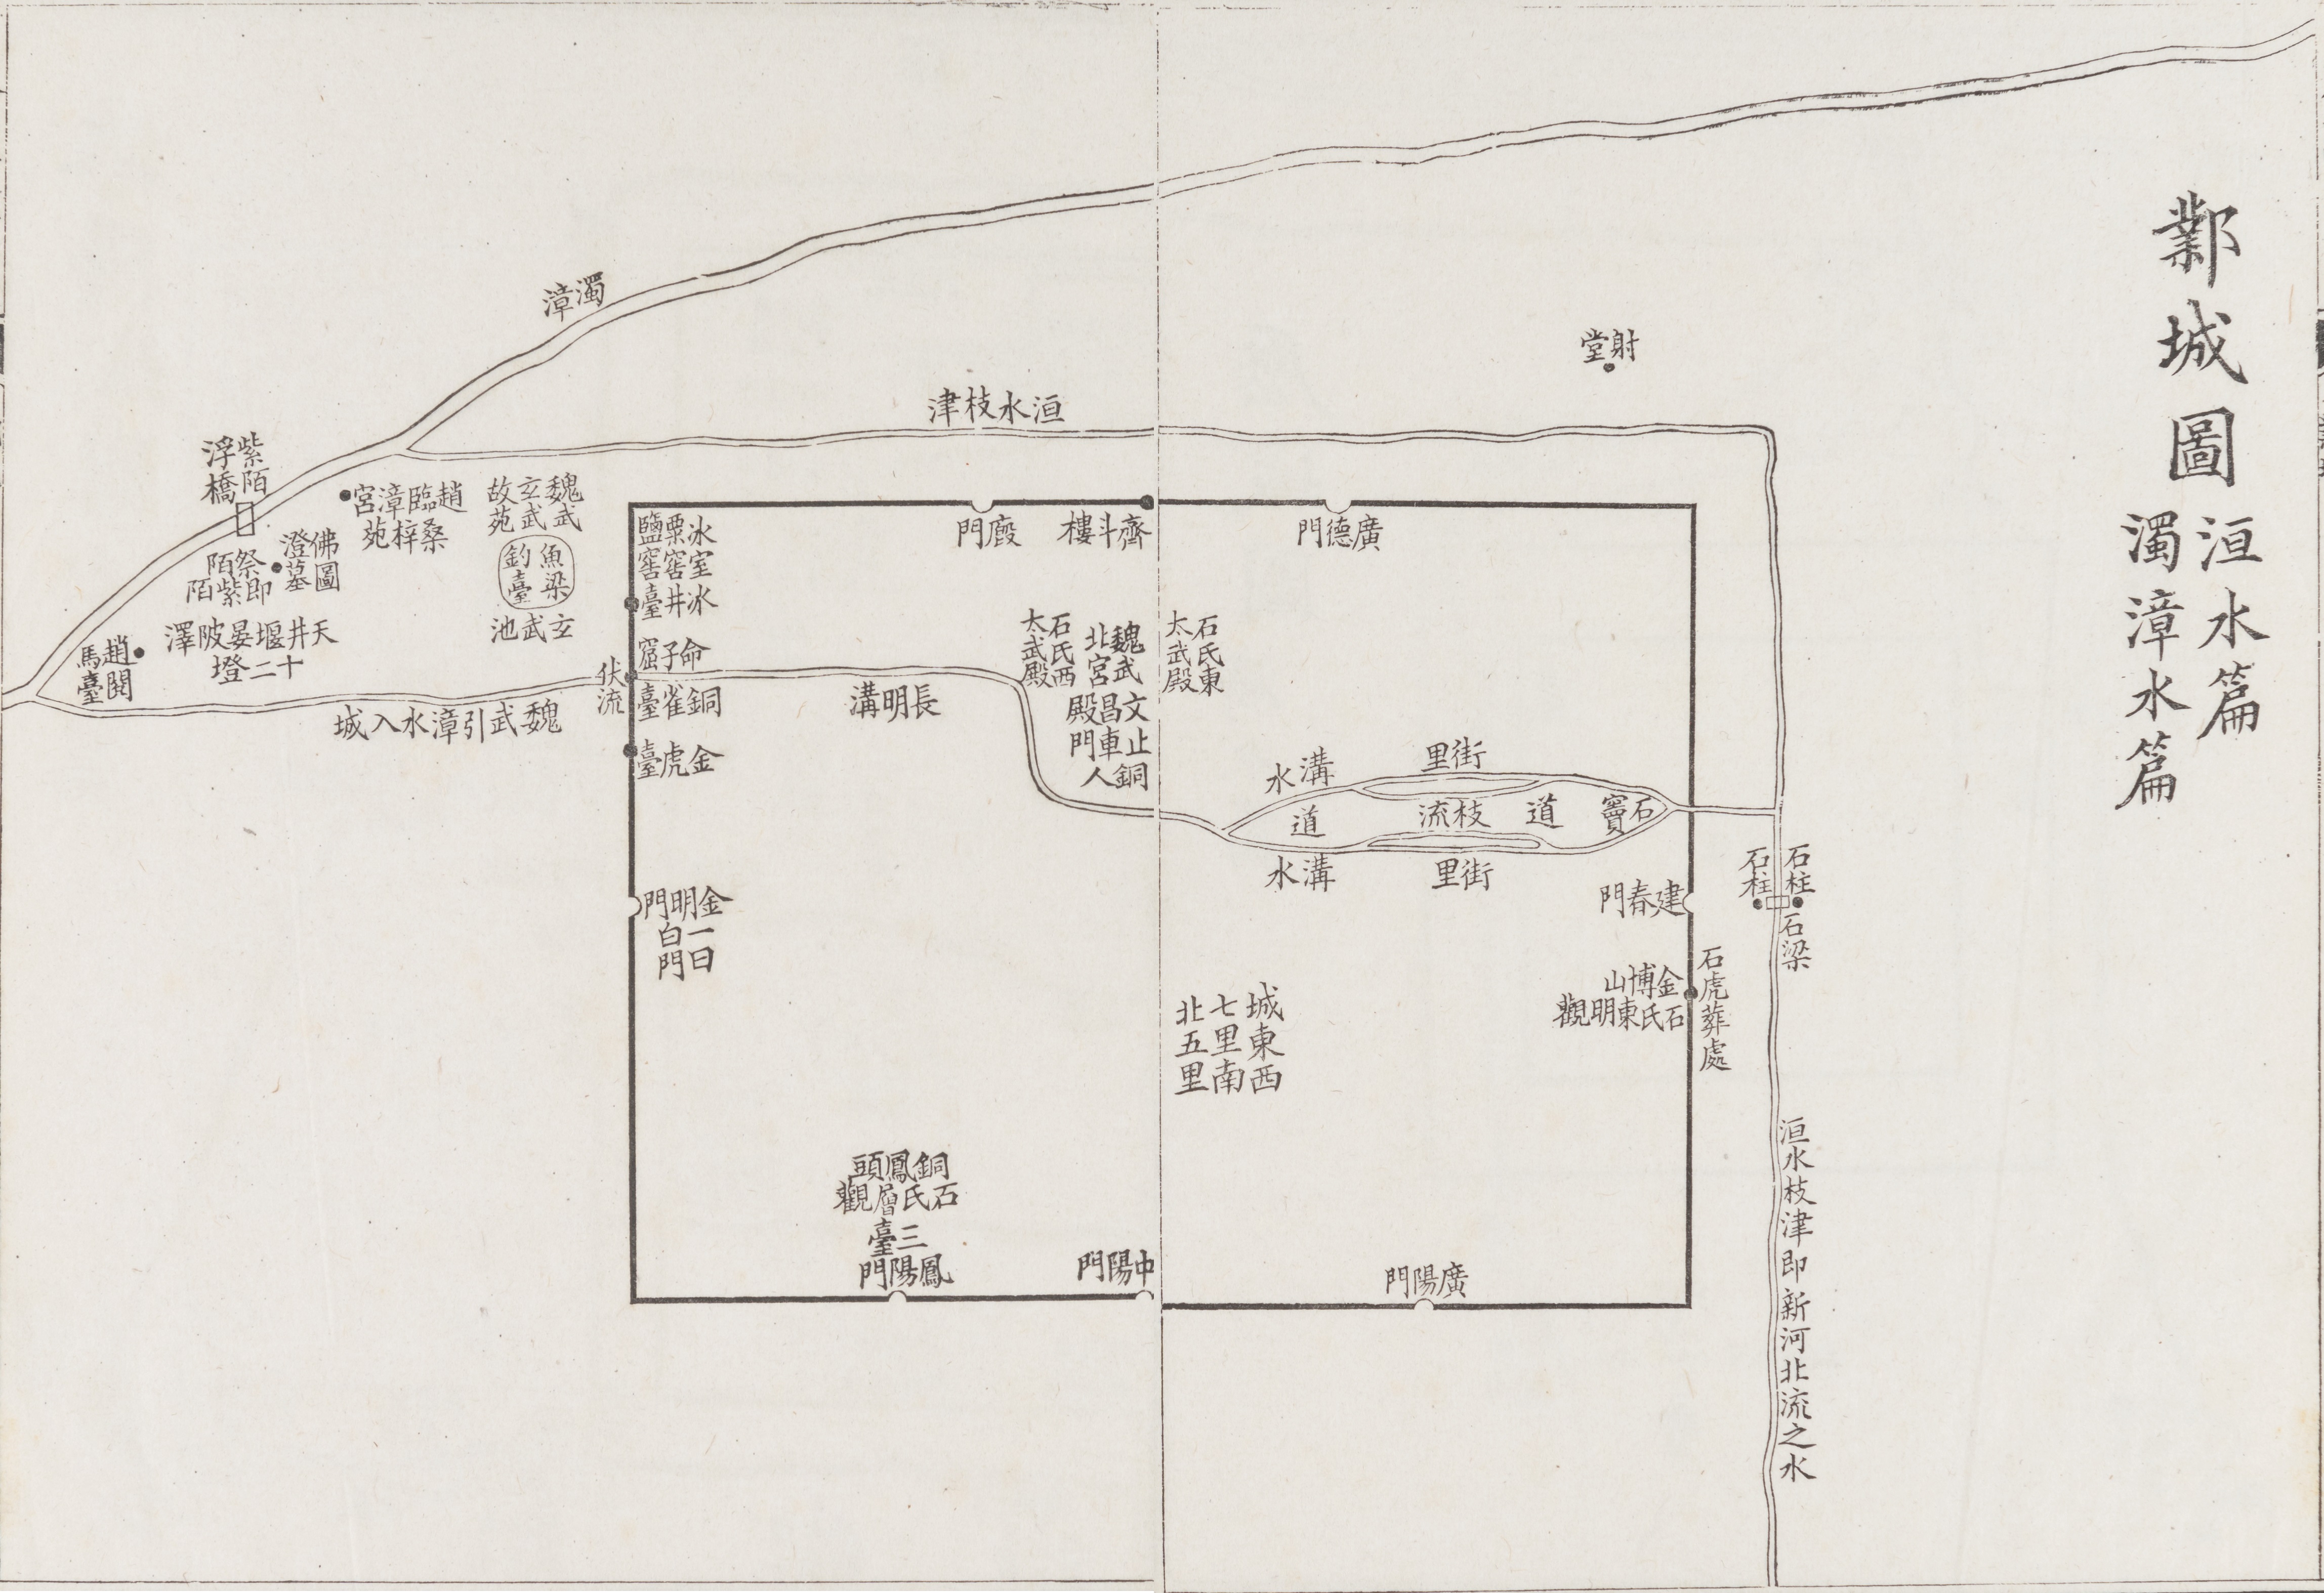 鄴城圖
洹水篇
濁漳水篇
濁漳
射堂
洹水枝津
紫陌
浮橋
趙臨漳宮
桑梓苑
魏武
玄武
故苑
魚梁
釣臺
玄武池
佛圖
澄墓
祭陌
即紫陌
天井堰晏陂澤
十二墱
趙閱
馬臺
魏武引漳水入城
伏流
冰室
粟窖
鹽窖
冰井臺
命子窟
銅雀臺
金虎臺
長明溝
廄門
齊斗樓
廣德門
石氏東
太武殿
魏武
北宮
文昌殿
止車門
銅人
石氏西
太武殿
溝水
街里
道
枝流
道
石竇
溝水
街里
金明門
一曰
白門
建春門
石柱
石柱
石梁
金博山
石氏東明觀
石虎葬處
城東西
七里南
北五里
銅鳳頭
石氏層觀
三臺
鳳陽門
中陽門
廣陽門
洹水枝津即新河北流之水